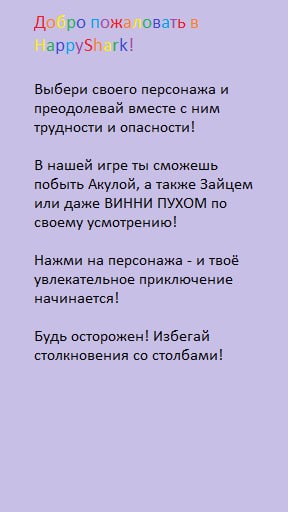 Добро пожаловать в
HappyShark!
Выбери своего персонажа и
преодолевай вместе с ним
трудности и опасности!
В нашей игре ты сможешь
побыть Акулой, а также Зайцем
или даже ВИННИ ПУХОМ по
своему усмотрению!
Нажми на персонажа - и твоё
увлекательное приключение
начинается!
Будь осторожен! Избегай
столкновения со столбами!